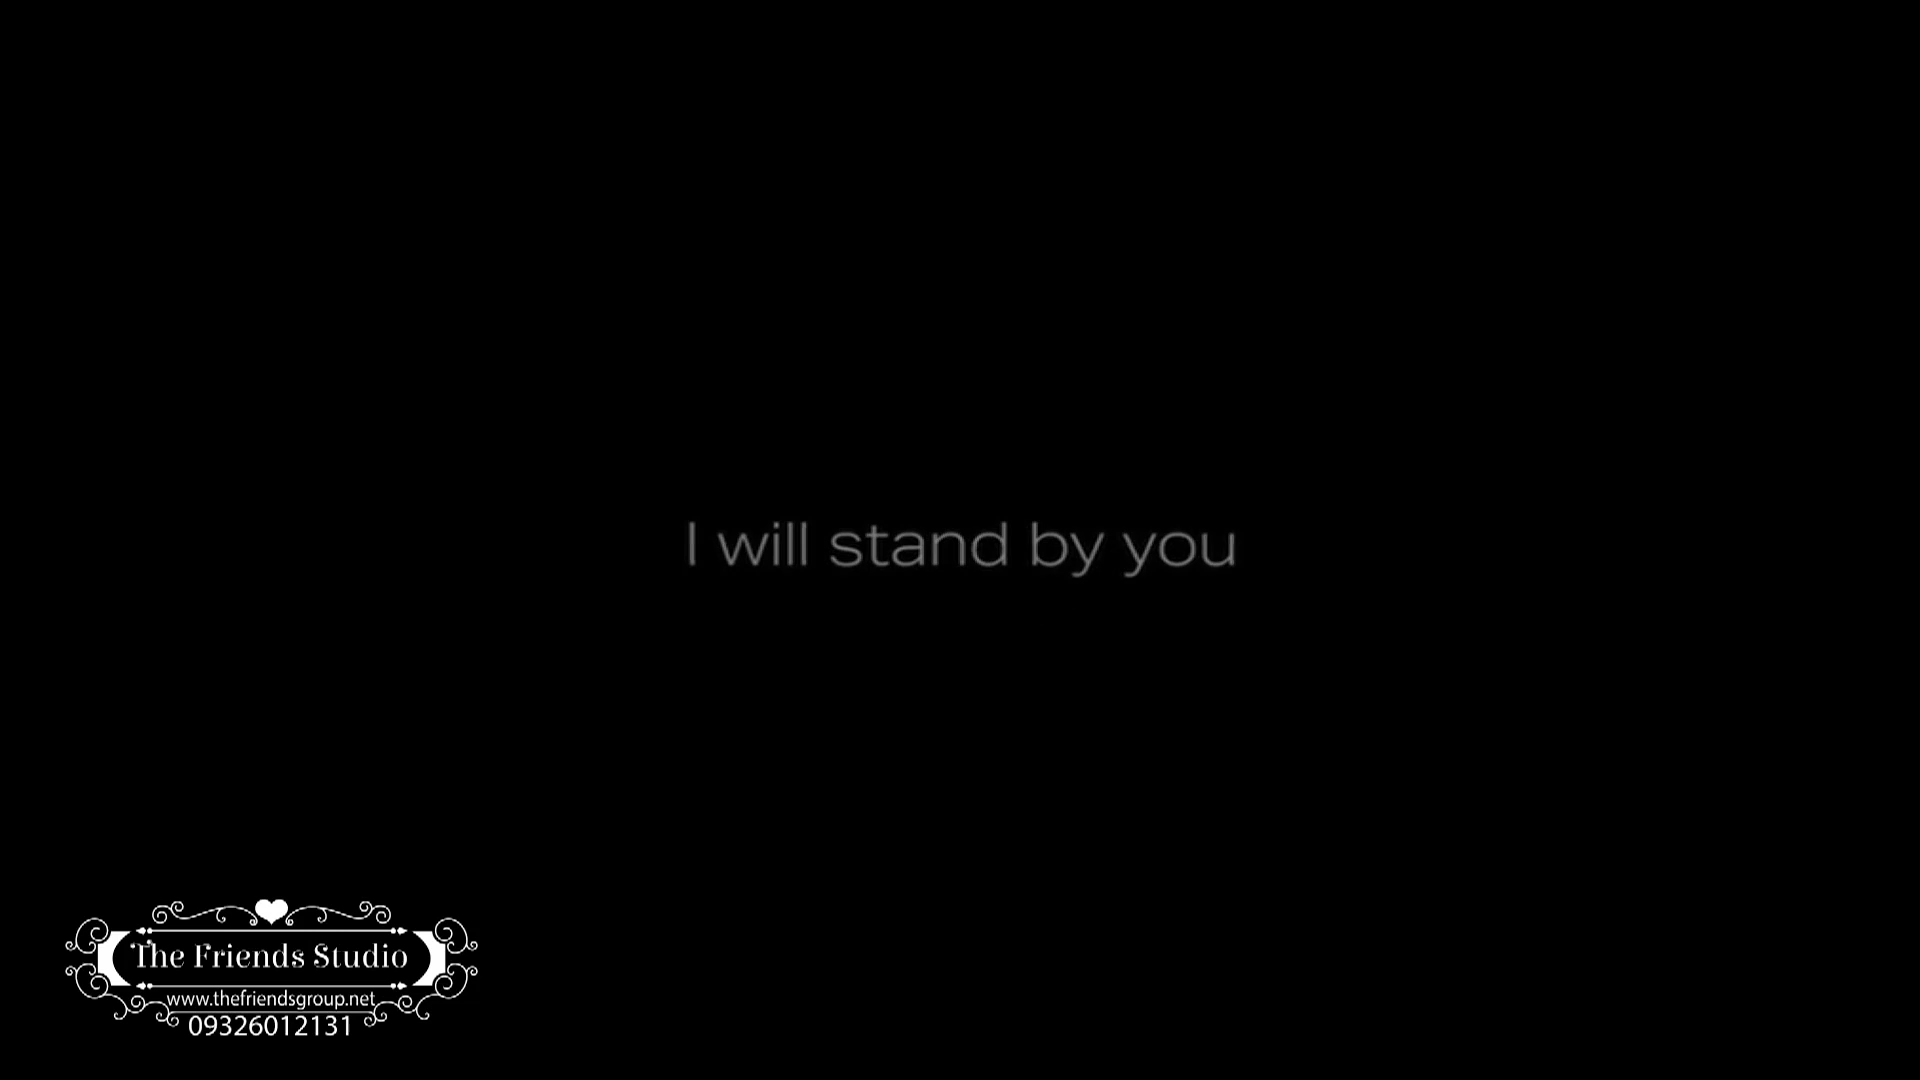 I will stand by you
The Friends Studio
www.thefriendsgroup.net
09326012131